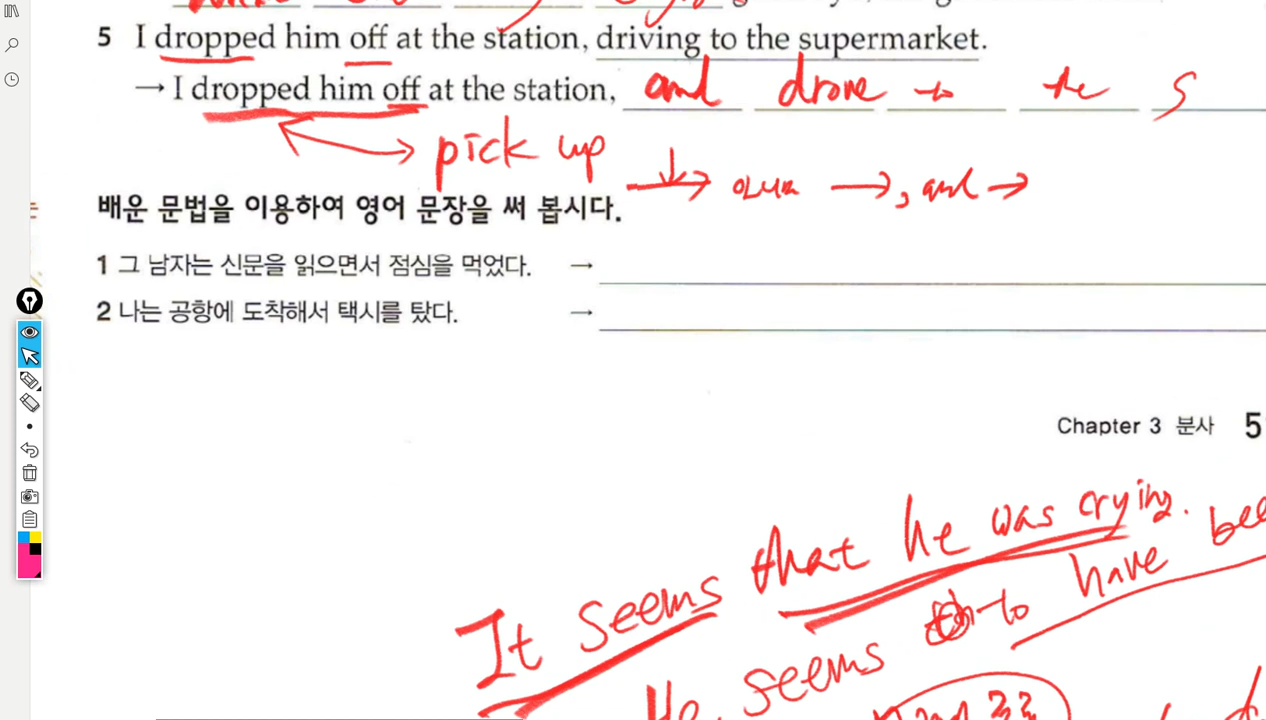 5 I dropped him off at the station, driving to the supermarket.
→ I dropped him off at the station, and drove to the S
pick up
, and →
배운 문법을 이용하여 영어 문장을 써 봅시다.
1 그 남자는 신문을 읽으면서 점심을 먹었다. →
2 나는 공항에 도착해서 택시를 탔다. →
Chapter 3 분사 5
It seems that he was crying.
He seems to have bee